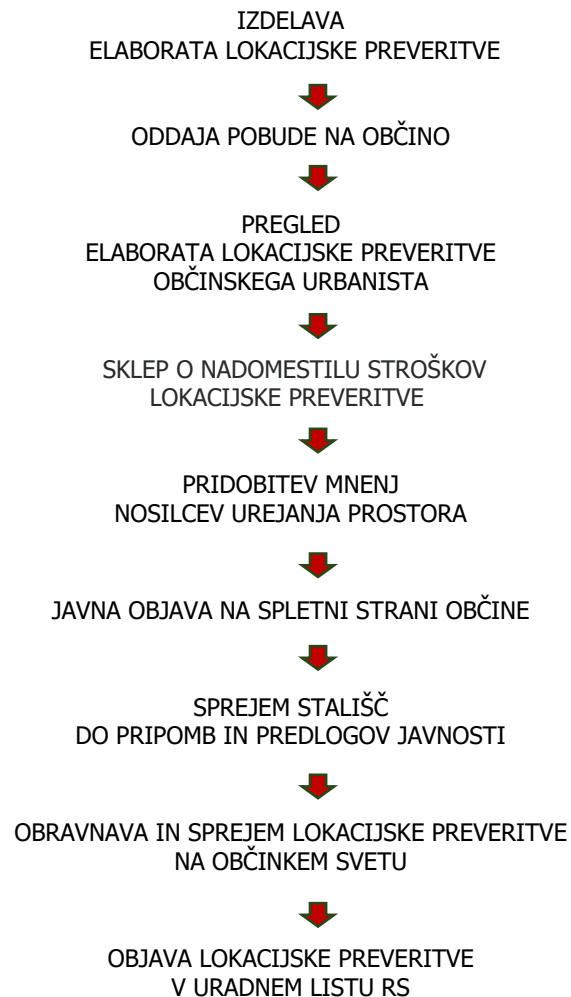 IZDELAVA
ELABORATA LOKACIJSKE PREVERITVE
ODDAJA POBUDE NA OBČINO
PREGLED
ELABORATA LOKACIJSKE PREVERITVE
OBČINSKEGA URBANISTA
SKLEP O NADOMESTILU STROŠKOV
LOKACIJSKE PREVERITVE
PRIDOBITEV MNENJ
NOSILCEV UREJANJA PROSTORA
JAVNA OBJAVA NA SPLETNI STRANI OBČINE
SPREJEM STALIŠČ
DO PRIPOMB IN PREDLOGOV JAVNOSTI
OBRAVNAVA IN SPREJEM LOKACIJSKE PREVERITVE
NA OBČINKEM SVETU
OBJAVA LOKACIJSKE PREVERITVE
V URADNEM LISTU RS